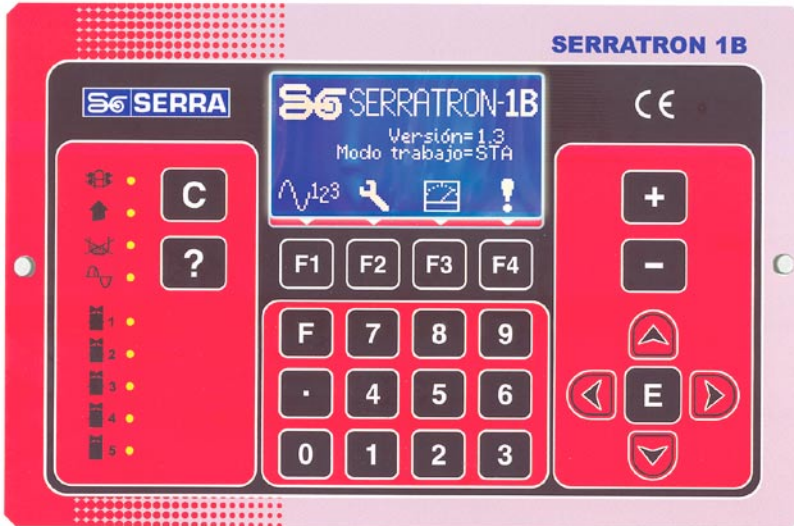 SERRATRON 1B
SERRA
SERRATRON-1B
CE
Versión=1.3
Modo trabajo=STA
123
C
?
+
-
F1 F2 F3 F4
F 7 8 9
. 4 5 6
0 1 2 3
E
1
2
3
4
5